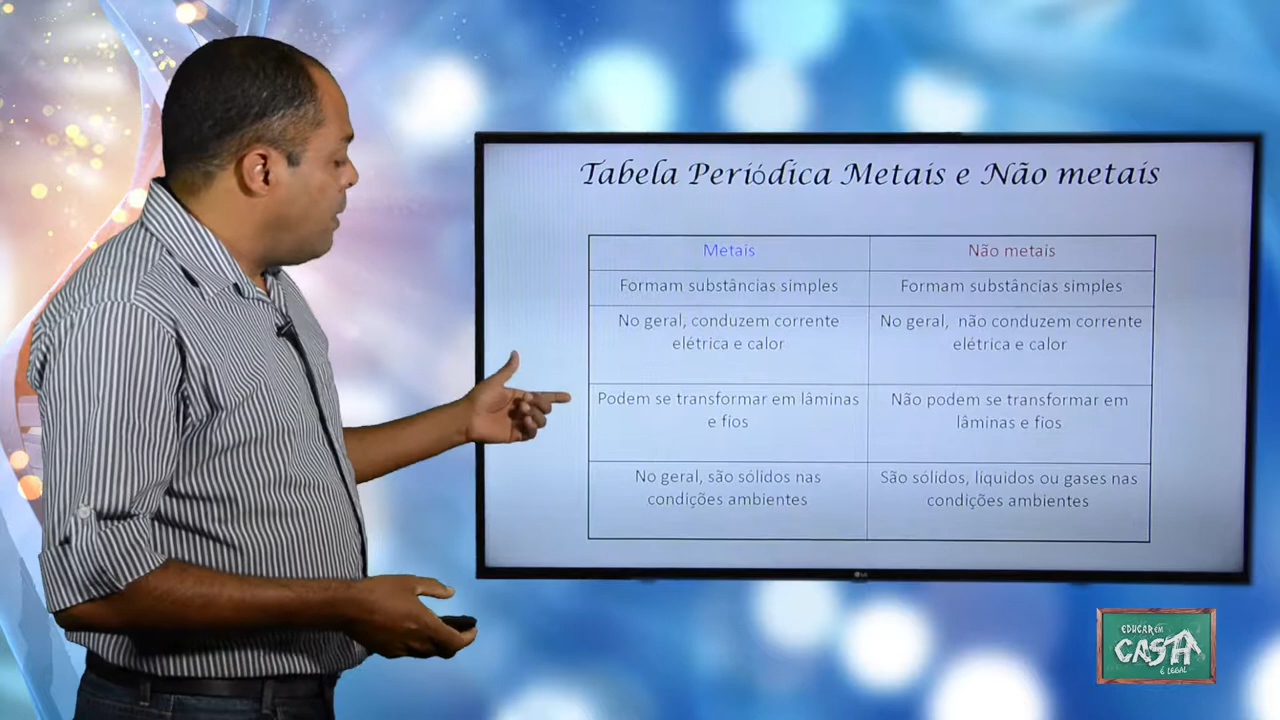 Tabela Periódica Metais e Não metais
Metais
Não metais
Formam substâncias simples
Formam substâncias simples
No geral, conduzem corrente
elétrica e calor
No geral, não conduzem corrente
elétrica e calor
Podem se transformar em lâminas
e fios
Não podem se transformar em
lâminas e fios
No geral, são sólidos nas
condições ambientes
São sólidos, líquidos ou gases nas
condições ambientes
LG
EDUCAR EM
CASA
É LEGAL